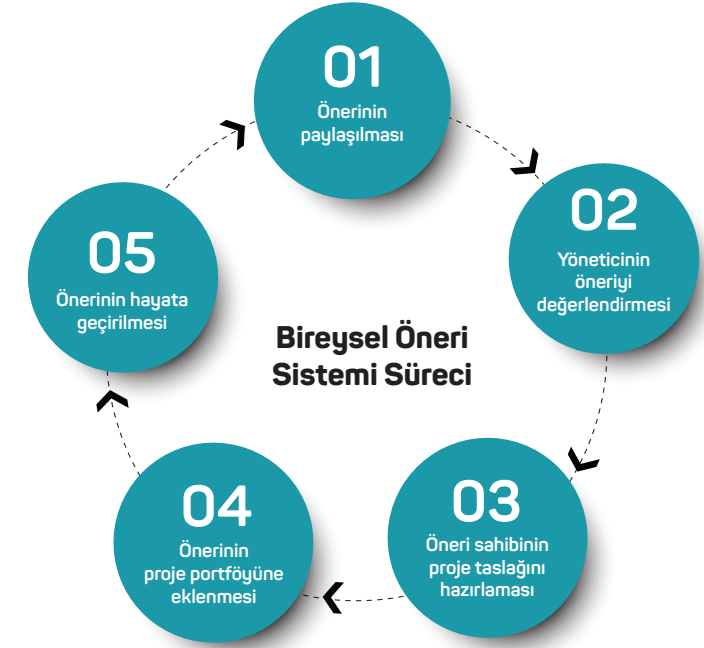 01
Önerinin
paylaşılması
02
Yöneticinin
öneriyi
değerlendirmesi
03
Öneri sahibinin
proje taslağını
hazırlaması
04
Önerinin
proje portföyüne
eklenmesi
05
Önerinin hayata
geçirilmesi
Bireysel Öneri
Sistemi Süreci